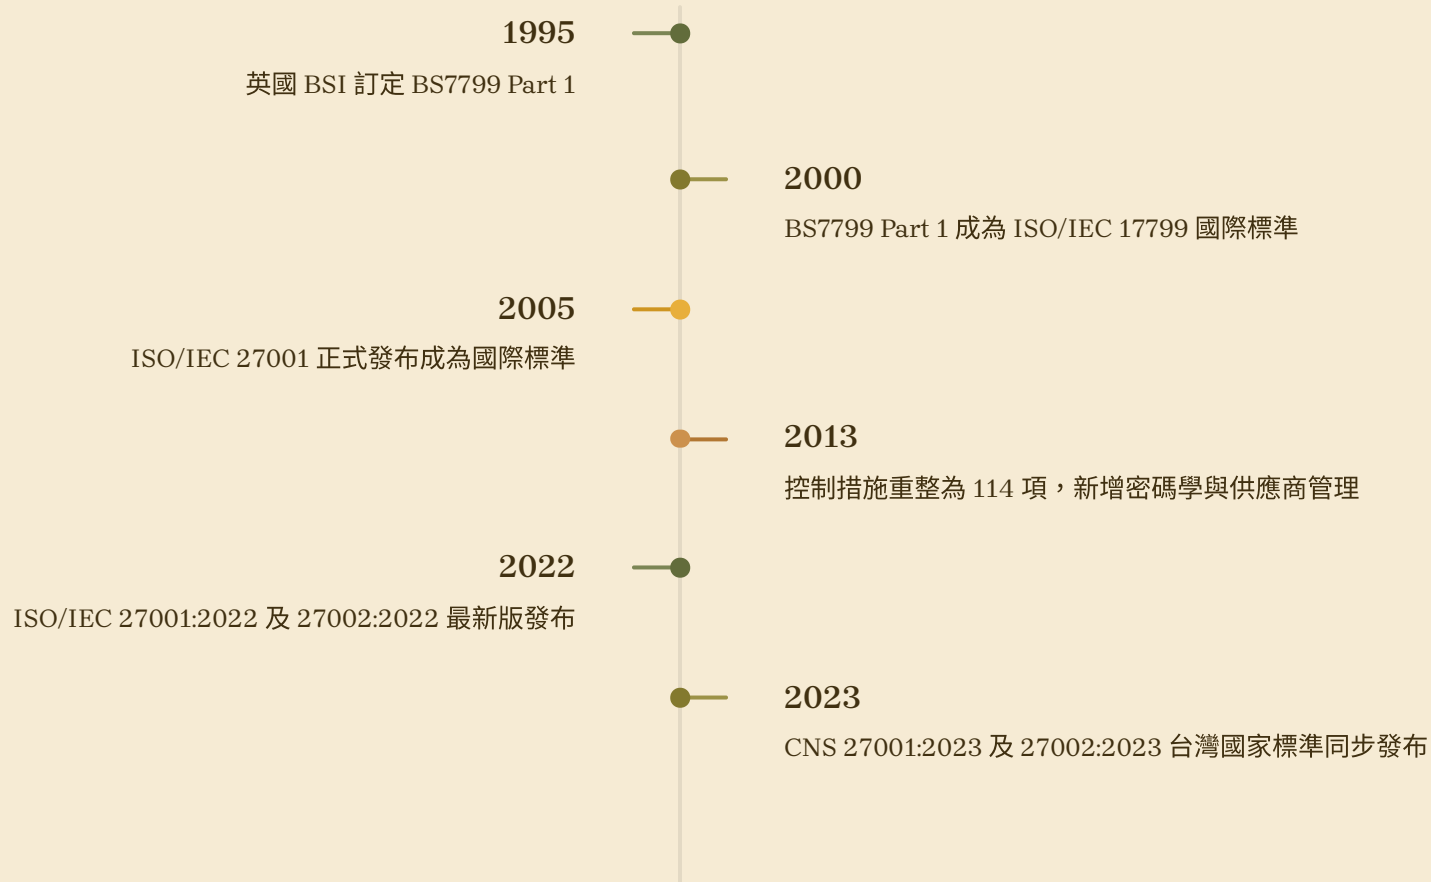 1995
英國 BSI 訂定 BS7799 Part 1
2000
BS7799 Part 1 成為 ISO/IEC 17799 國際標準
2005
ISO/IEC 27001 正式發布成為國際標準
2013
控制措施重整為 114 項，新增密碼學與供應商管理
2022
ISO/IEC 27001:2022 及 27002:2022 最新版發布
2023
CNS 27001:2023 及 27002:2023 台灣國家標準同步發布